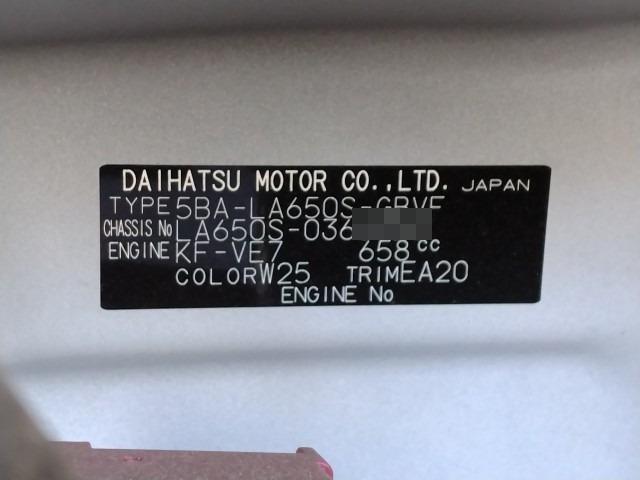 DAIHATSU MOTOR CO.,LTD. JAPAN
TYPE 5BA-LA650S-GBVF
CHASSIS No LA650S-036
ENGINE KF-VE7 658cc
COLOR W25 TRIM EA20
ENGINE No